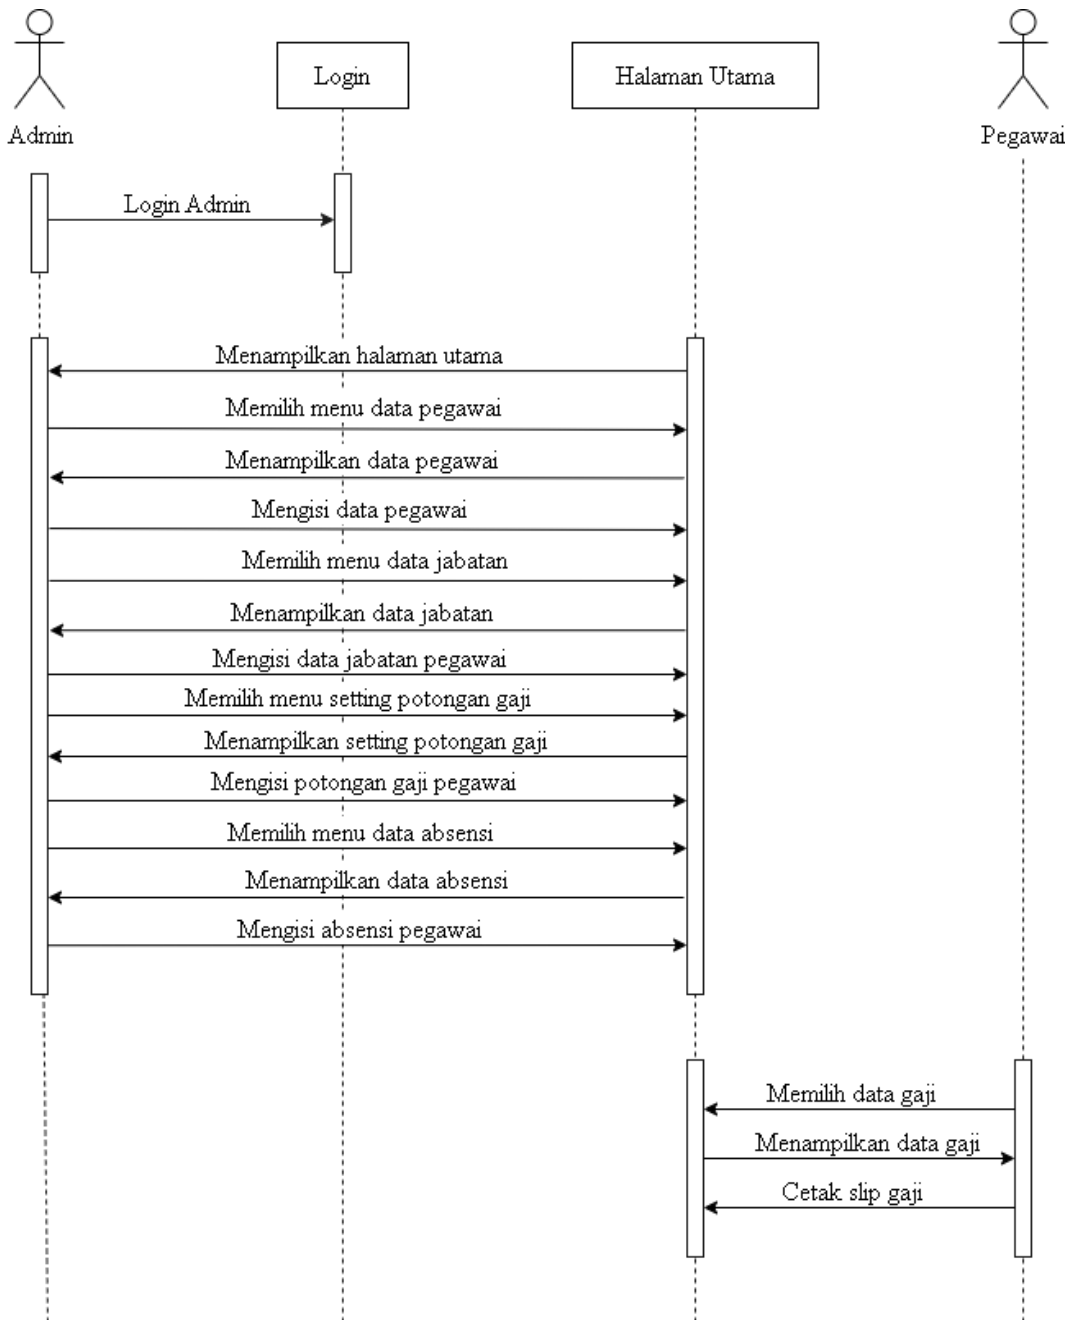 Login
Halaman Utama
Admin
Pegawai
Login Admin
Menampilkan halaman utama
Memilih menu data pegawai
Menampilkan data pegawai
Mengisi data pegawai
Memilih menu data jabatan
Menampilkan data jabatan
Mengisi data jabatan pegawai
Memilih menu setting potongan gaji
Menampilkan setting potongan gaji
Mengisi potongan gaji pegawai
Memilih menu data absensi
Menampilkan data absensi
Mengisi absensi pegawai
Memilih data gaji
Menampilkan data gaji
Cetak slip gaji